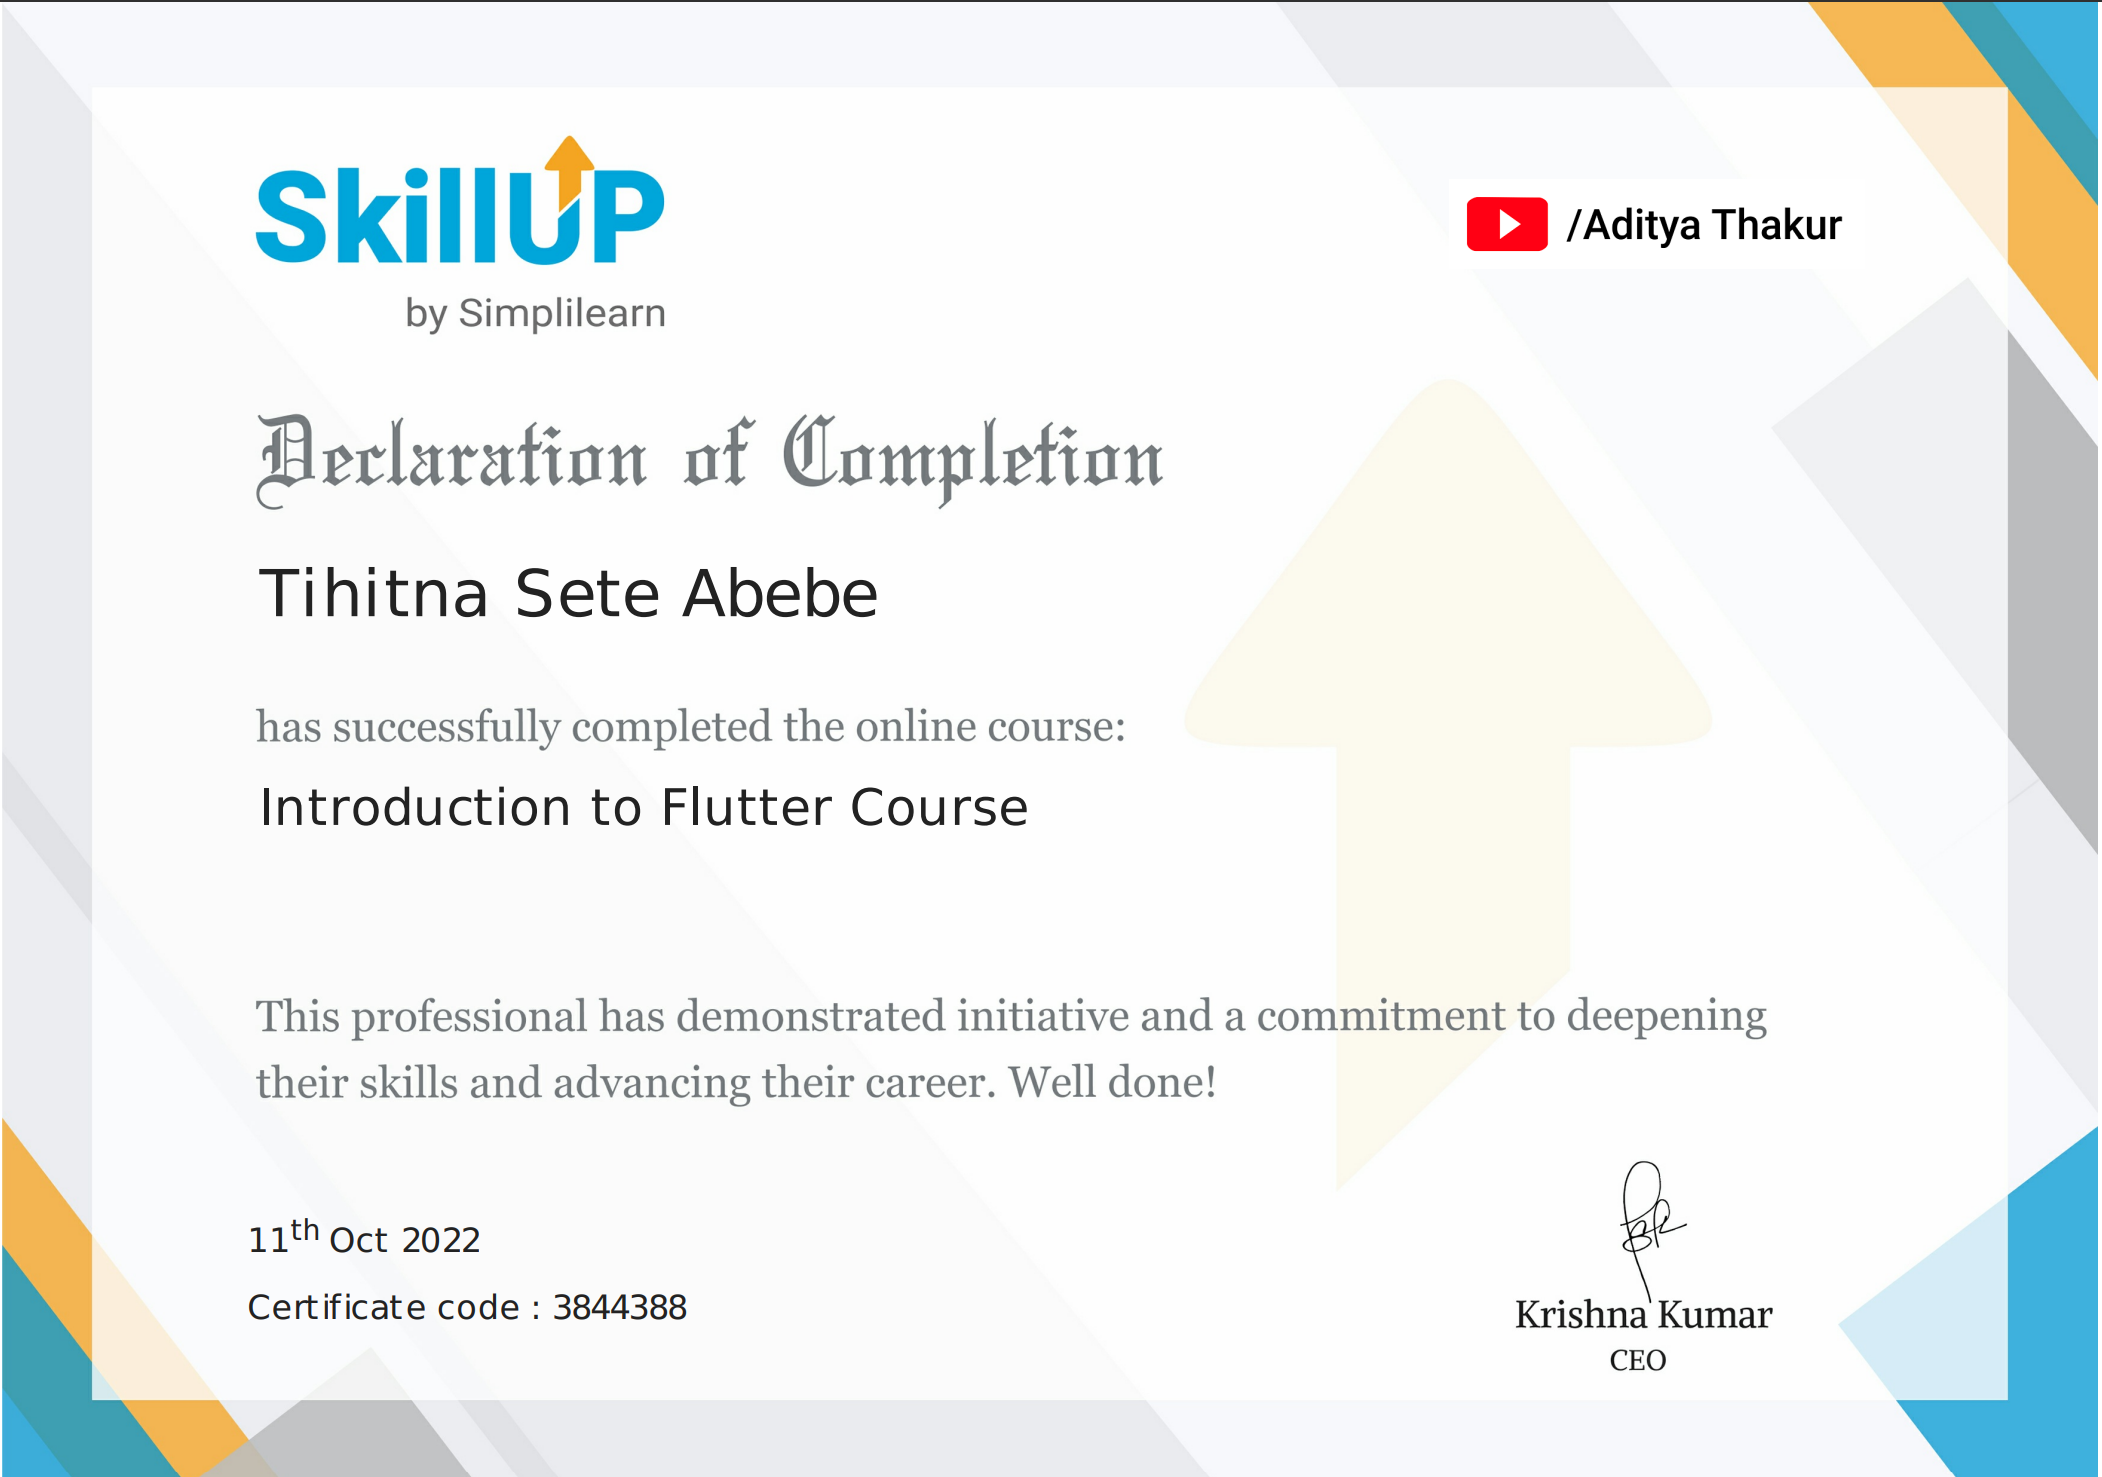 SkillUP
by Simplilearn
/Aditya Thakur
Declaration of Completion
Tihitna Sete Abebe
has successfully completed the online course:
Introduction to Flutter Course
This professional has demonstrated initiative and a commitment to deepening
their skills and advancing their career. Well done!
11th Oct 2022
Certificate code : 3844388
Krishna Kumar
CEO